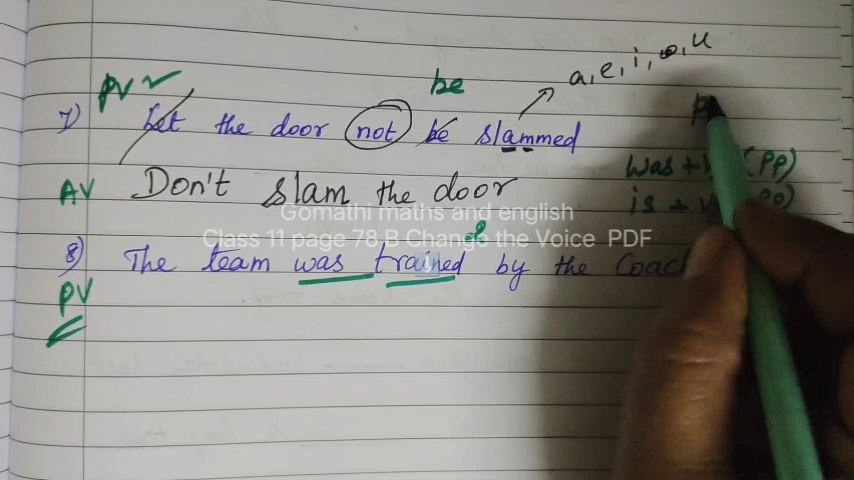 a, e, i, o, u
PV be
7) Let the door not be slammed
was + (PP)
AV Don't slam the door
is +
Gomathi maths and english
Class 11 page 78 B Change the Voice PDF
8) The team was trained by the Coach
PV